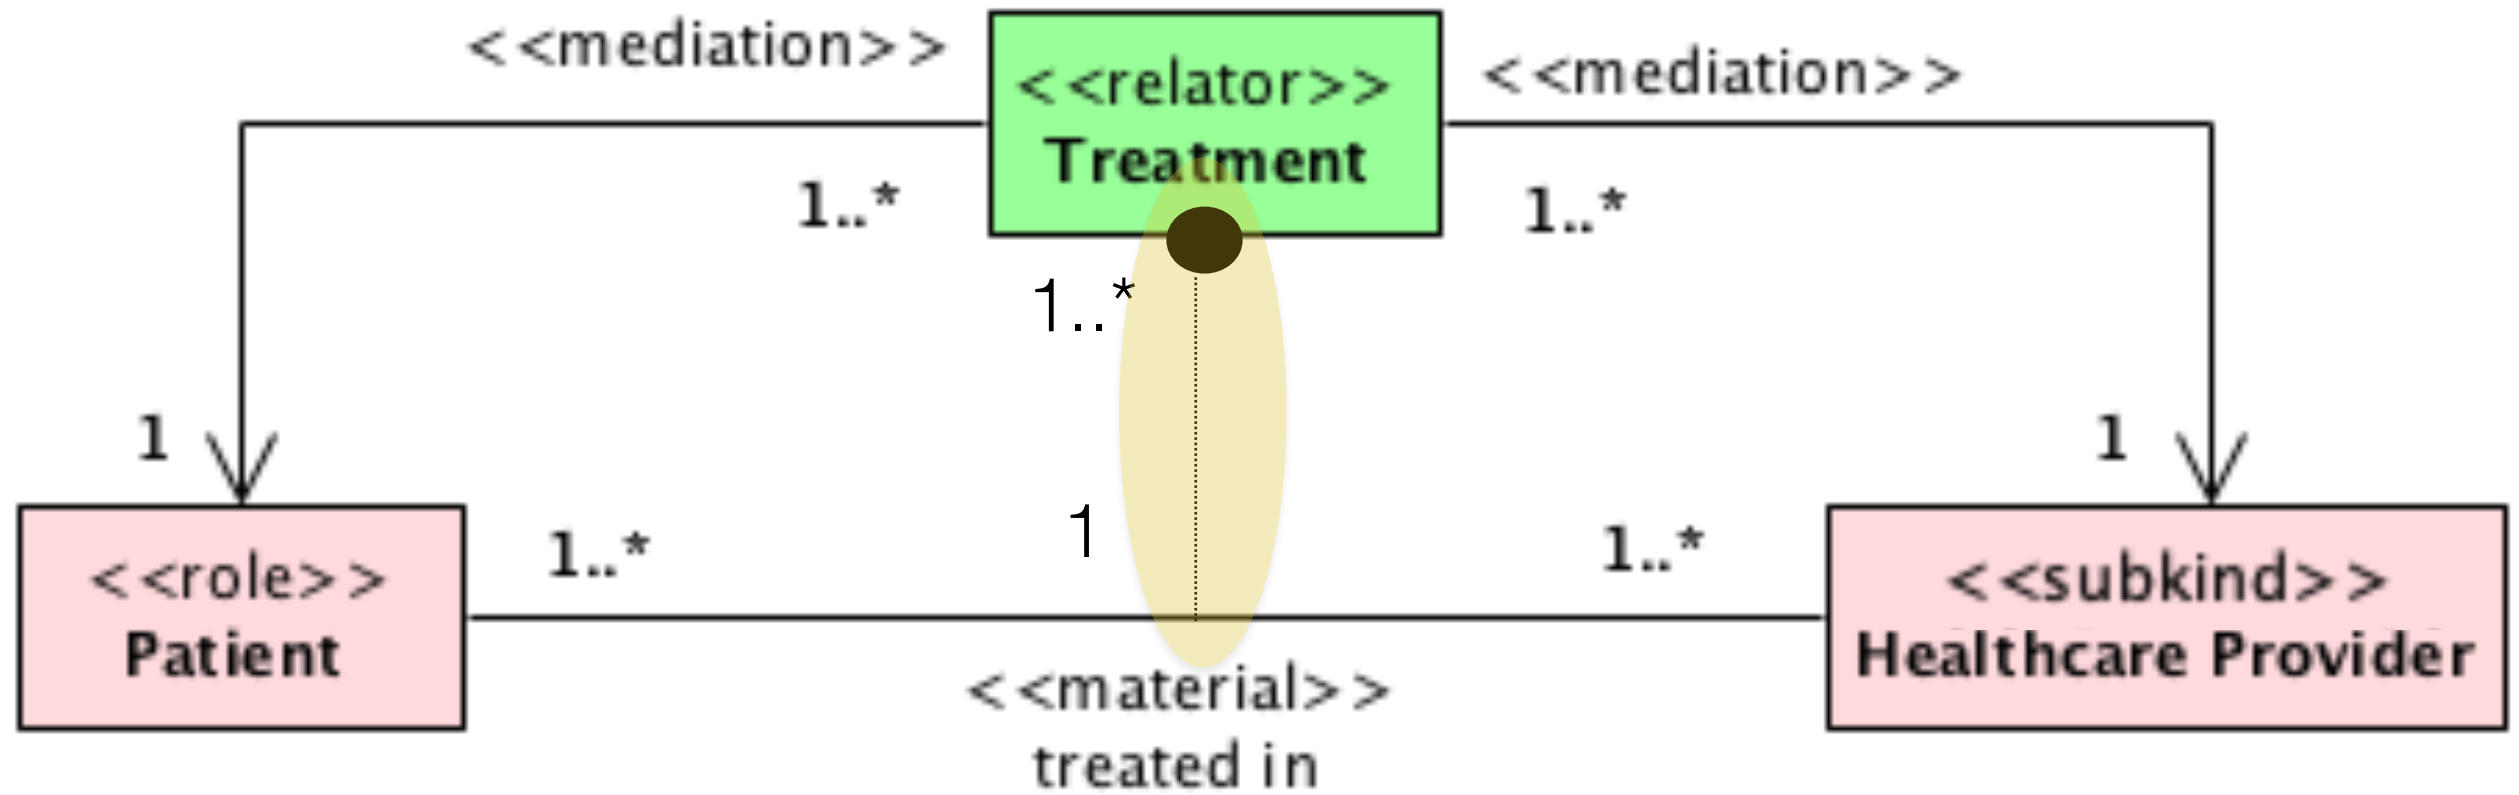 <<mediation>>
<<relator>>
Treatment
<<mediation>>
1..*
1..*
1..*
1
1
1
1..*
1..*
<<role>>
Patient
<<subkind>>
Healthcare Provider
<<material>>
treated in